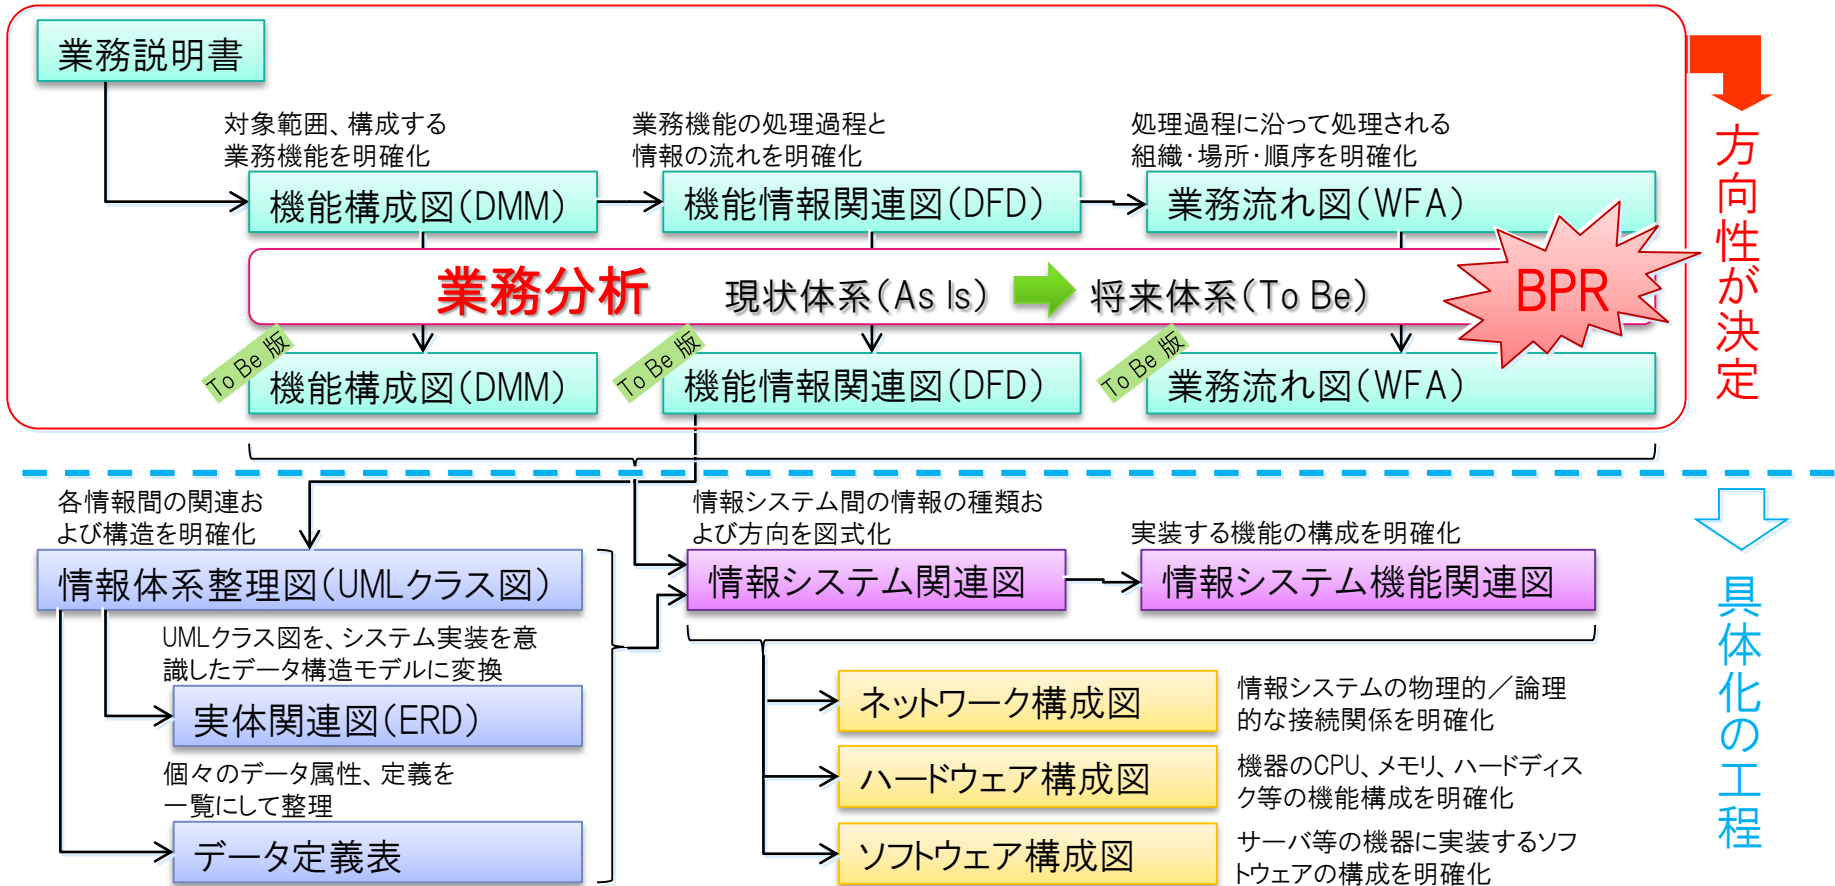 業務説明書
対象範囲、構成する
業務機能を明確化
業務機能の処理過程と
情報の流れを明確化
処理過程に沿って処理される
組織・場所・順序を明確化
機能構成図(DMM)
機能情報関連図(DFD)
業務流れ図(WFA)
業務分析
現状体系(As Is)
将来体系(To Be)
BPR
To Be 版
機能構成図(DMM)
To Be 版
機能情報関連図(DFD)
To Be 版
業務流れ図(WFA)
方向性が決定
各情報間の関連お
よび構造を明確化
情報体系整理図(UMLクラス図)
UMLクラス図を、システム実装を意
識したデータ構造モデルに変換
実体関連図(ERD)
個々のデータ属性、定義を
一覧にして整理
データ定義表
情報システム間の情報の種類お
よび方向を図式化
情報システム関連図
実装する機能の構成を明確化
情報システム機能関連図
ネットワーク構成図
情報システムの物理的／論理
的な接続関係を明確化
ハードウェア構成図
機器のCPU、メモリ、ハードディス
ク等の機能構成を明確化
ソフトウェア構成図
サーバ等の機器に実装するソフ
トウェアの構成を明確化
具体化の工程